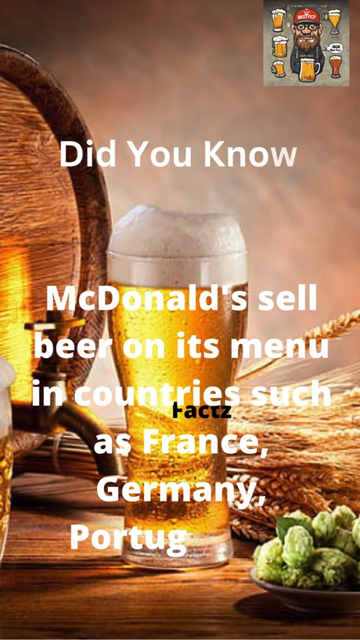 Did You Know
McDonald's sell
beer on its menu
in countries such
Factz
as France,
Germany,
Portug